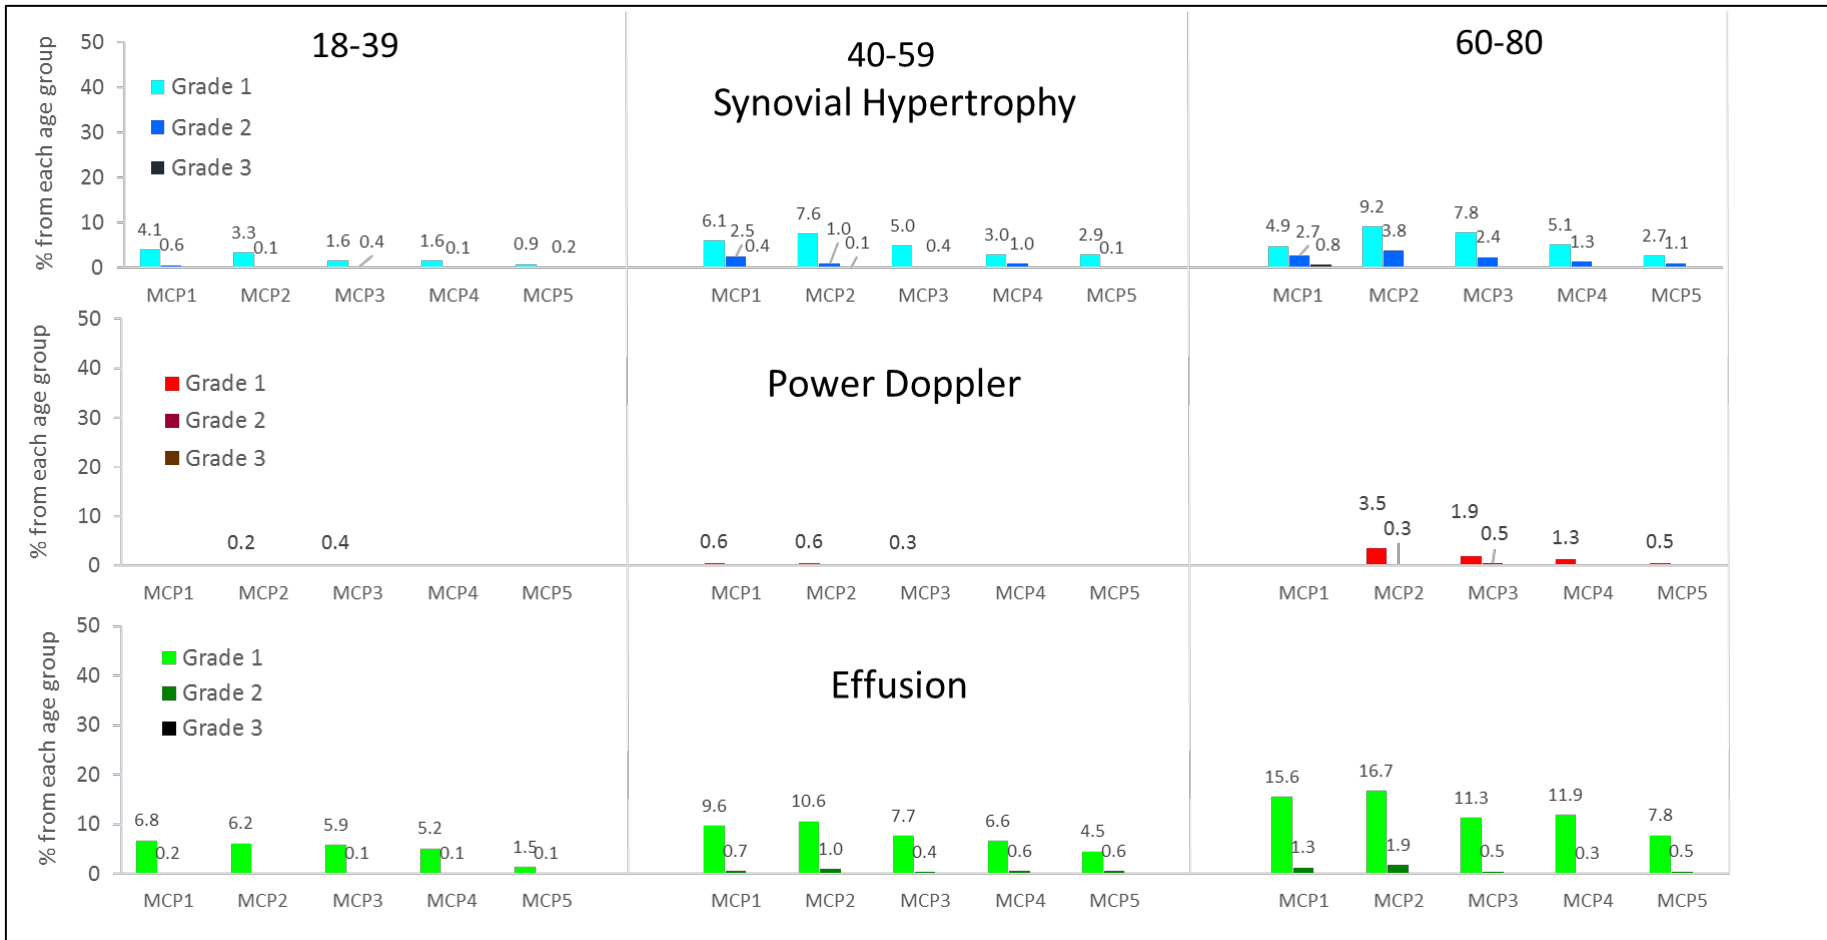 18-39
40-59
60-80
Synovial Hypertrophy
% from each age group
50
40
30
20
10
0
Grade 1
Grade 2
Grade 3
4.1 0.6 3.3 0.1 1.6 0.4 1.6 0.1 0.9 0.2
6.1 2.5 0.4 7.6 1.0 0.1 5.0 0.4 3.0 1.0 2.9 0.1
4.9 2.7 0.8 9.2 3.8 7.8 2.4 5.1 1.3 2.7 1.1
MCP1 MCP2 MCP3 MCP4 MCP5 MCP1 MCP2 MCP3 MCP4 MCP5 MCP1 MCP2 MCP3 MCP4 MCP5
Power Doppler
% from each age group
50
40
30
20
10
0
Grade 1
Grade 2
Grade 3
0.2 0.4
0.6 0.6 0.3
3.5 0.3 1.9 0.5 1.3 0.5
MCP1 MCP2 MCP3 MCP4 MCP5 MCP1 MCP2 MCP3 MCP4 MCP5 MCP1 MCP2 MCP3 MCP4 MCP5
Effusion
% from each age group
50
40
30
20
10
0
Grade 1
Grade 2
Grade 3
6.8 0.2 6.2 5.9 0.1 5.2 0.1 1.5 0.1
9.6 0.7 10.6 1.0 7.7 0.4 6.6 0.6 4.5 0.6
15.6 1.3 16.7 1.9 11.3 0.5 11.9 0.3 7.8 0.5
MCP1 MCP2 MCP3 MCP4 MCP5 MCP1 MCP2 MCP3 MCP4 MCP5 MCP1 MCP2 MCP3 MCP4 MCP5